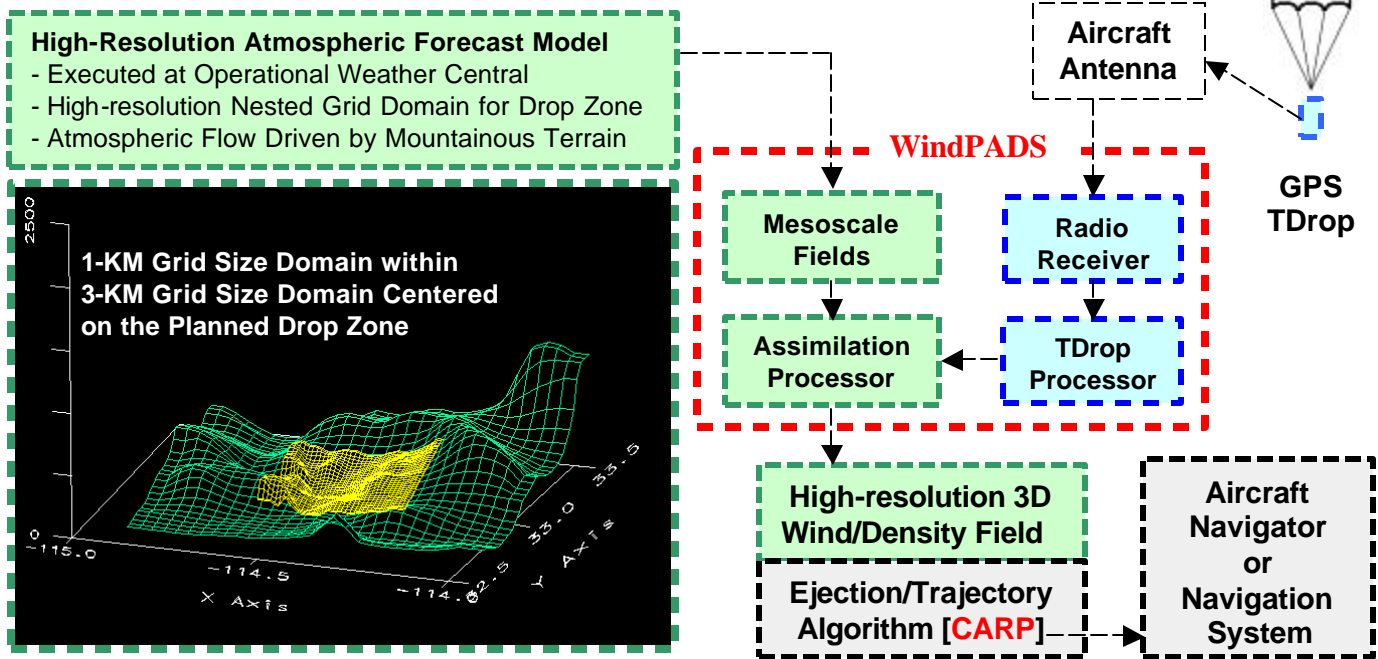 High-Resolution Atmospheric Forecast Model
- Executed at Operational Weather Central
- High-resolution Nested Grid Domain for Drop Zone
- Atmospheric Flow Driven by Mountainous Terrain
Aircraft
Antenna
GPS
TDrop
WindPADS
Mesoscale
Fields
Radio
Receiver
Assimilation
Processor
TDrop
Processor
2500
1-KM Grid Size Domain within
3-KM Grid Size Domain Centered
on the Planned Drop Zone
0
-115.0
-114.5
-114.0
X Axis
32.5
33.0
33.5
Y Axis
High-resolution 3D
Wind/Density Field
Ejection/Trajectory
Algorithm [CARP]
Aircraft
Navigator
or
Navigation
System